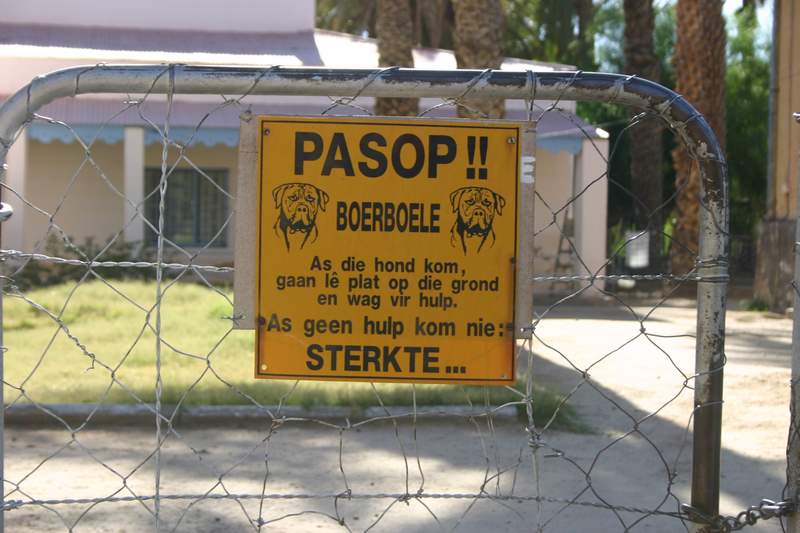 PASOP!!
BOERBOELE
As die hond kom,
gaan lê plat op die grond
en wag vir hulp.
As geen hulp kom nie:
STERKTE...